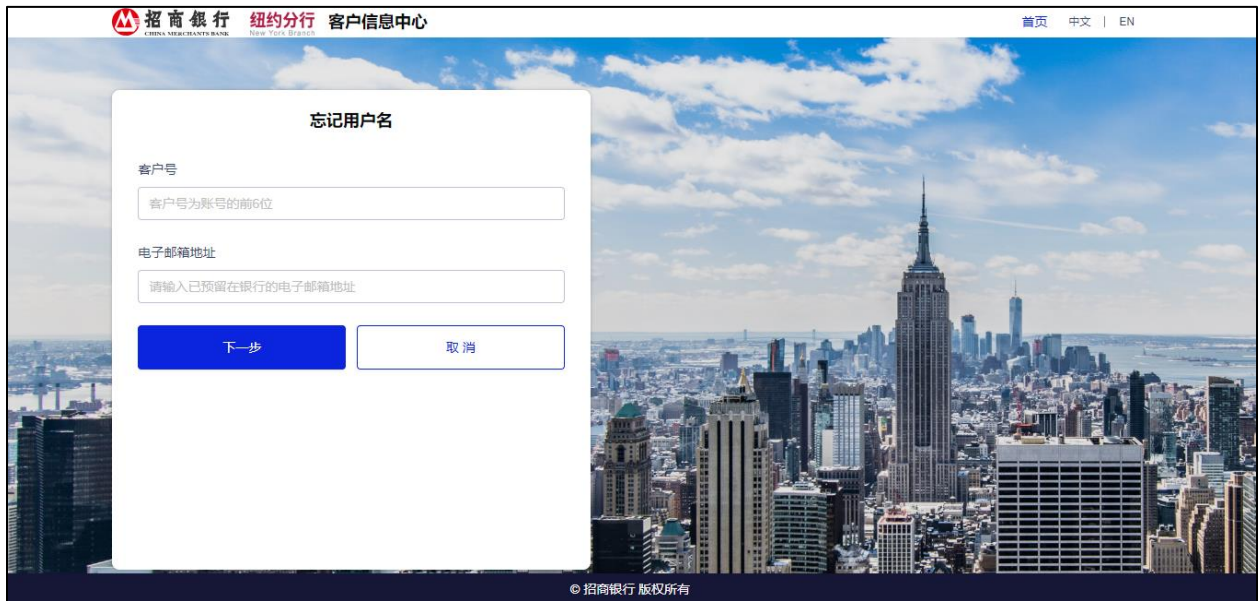 招商银行 纽约分行 客户信息中心 首页 中文 | EN
CHINA MERCHANTS BANK New York Branch
忘记用户名
客户号
客户号为账号的前6位
电子邮箱地址
请输入已预留在银行的电子邮箱地址
下一步 取消
© 招商银行 版权所有